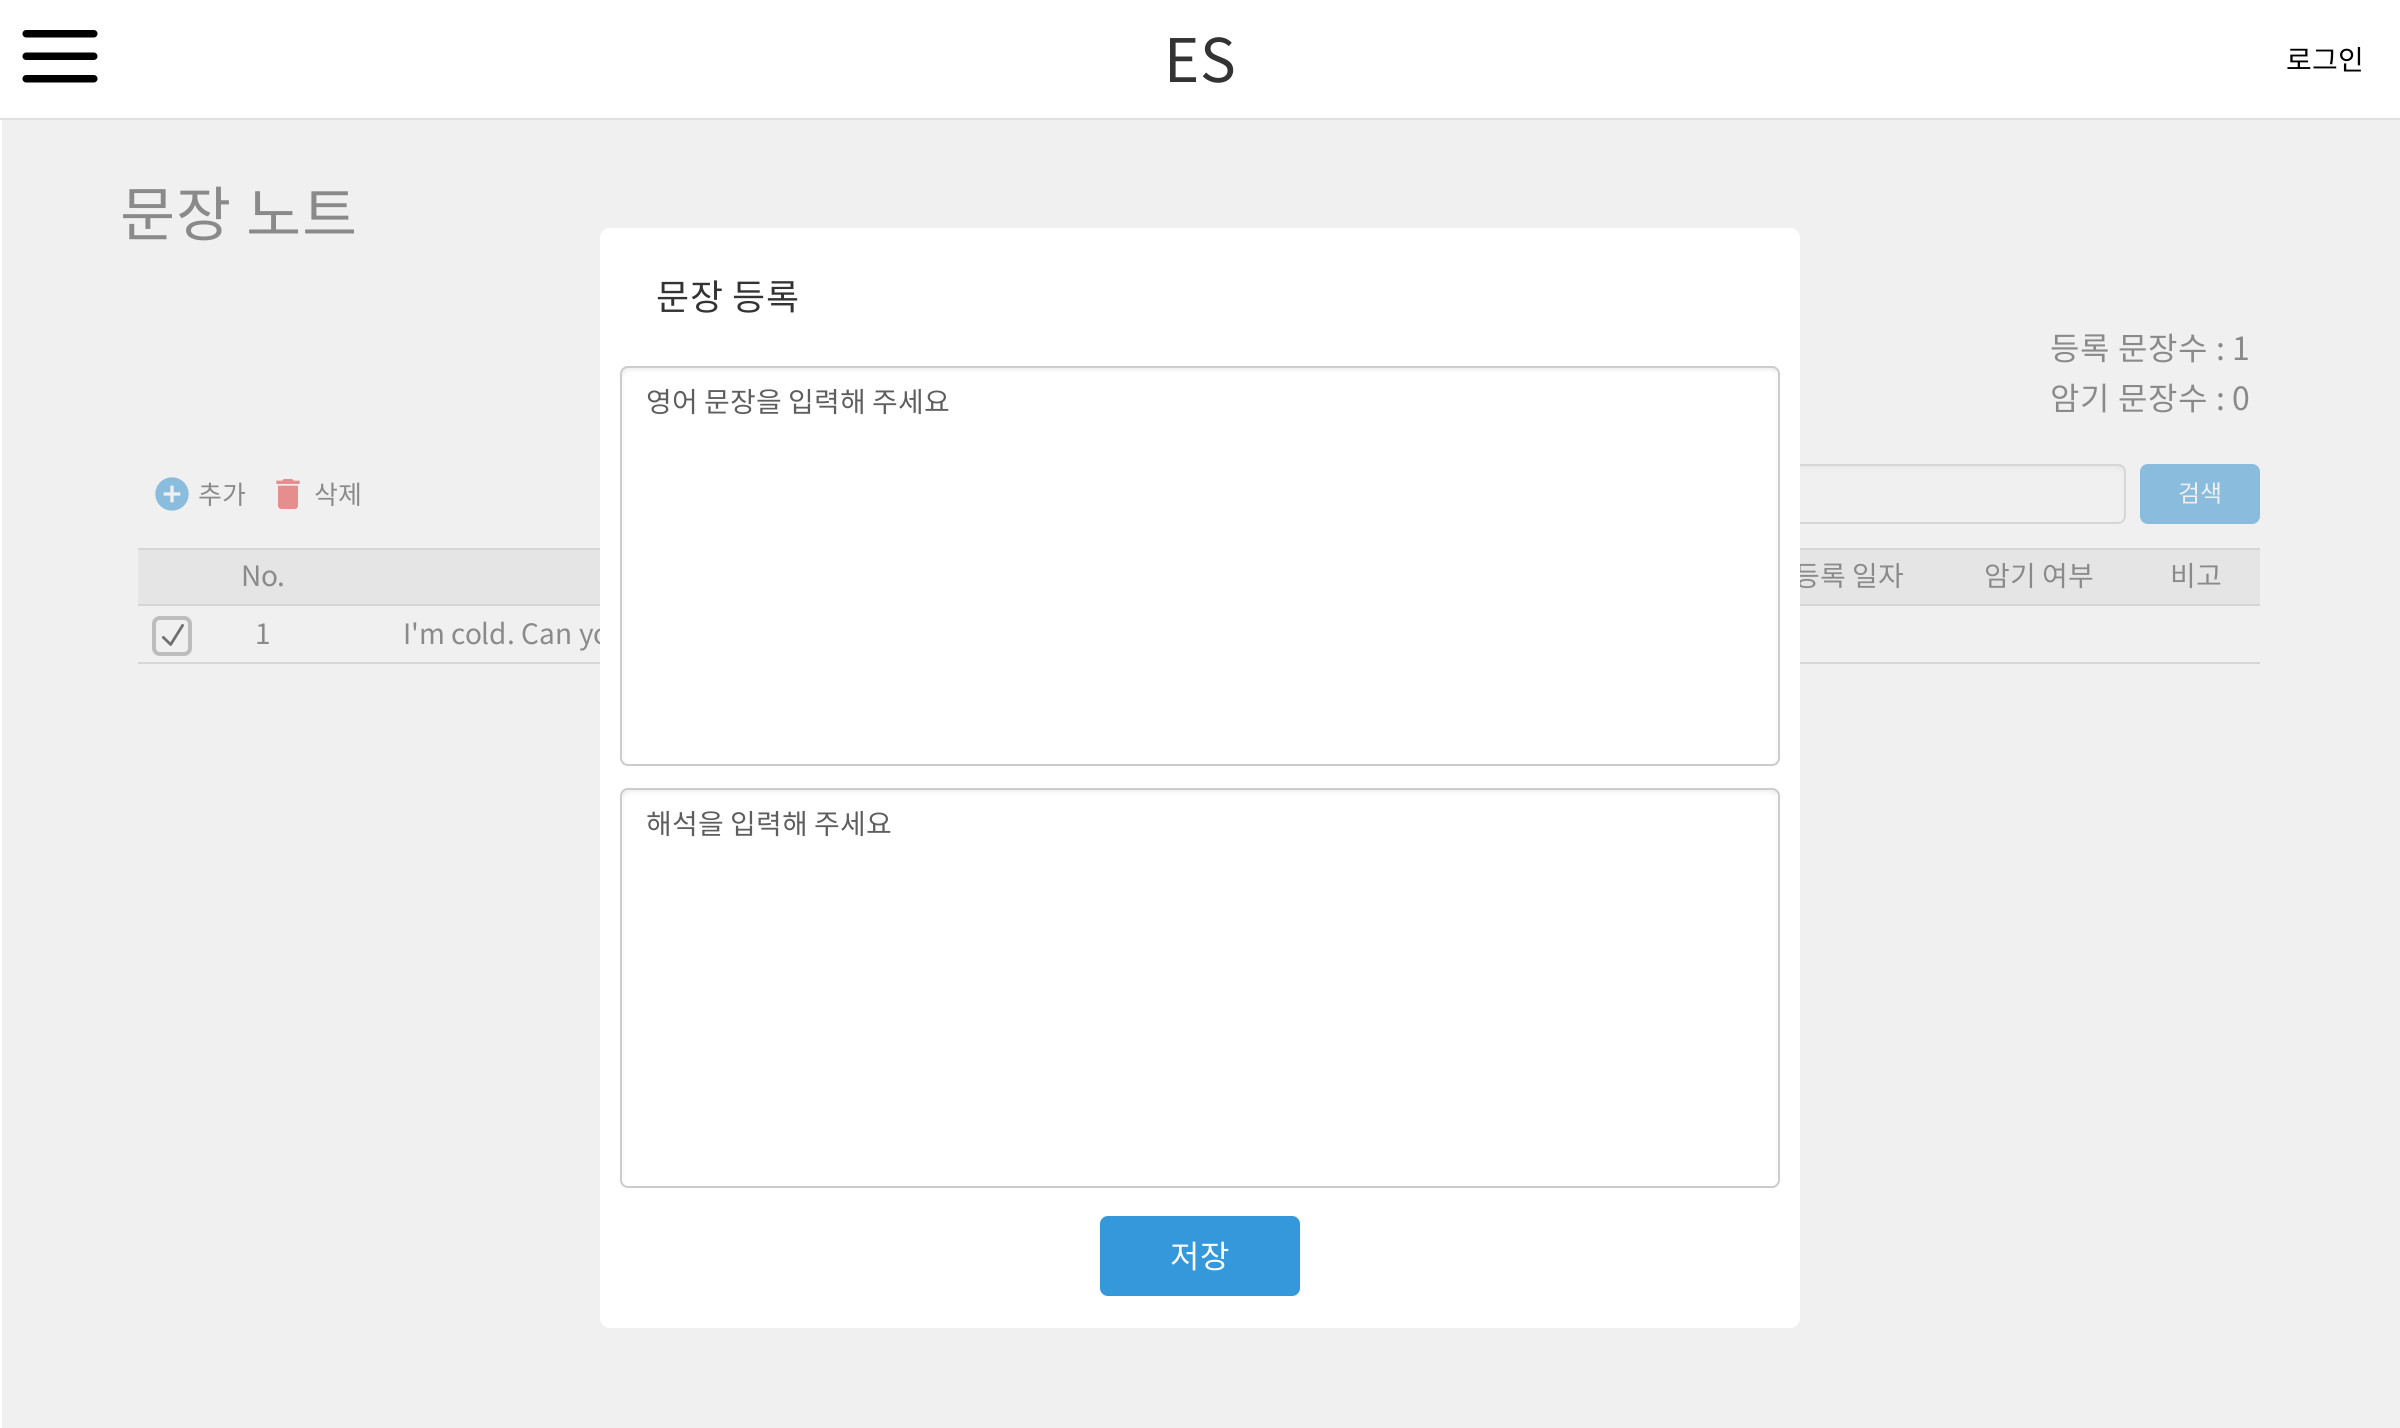 ES
로그인
문장 노트
문장 등록
등록 문장수 : 1
암기 문장수 : 0
영어 문장을 입력해 주세요
추가
삭제
검색
No.
등록 일자
암기 여부
비고
1
I'm cold. Can yo
해석을 입력해 주세요
저장